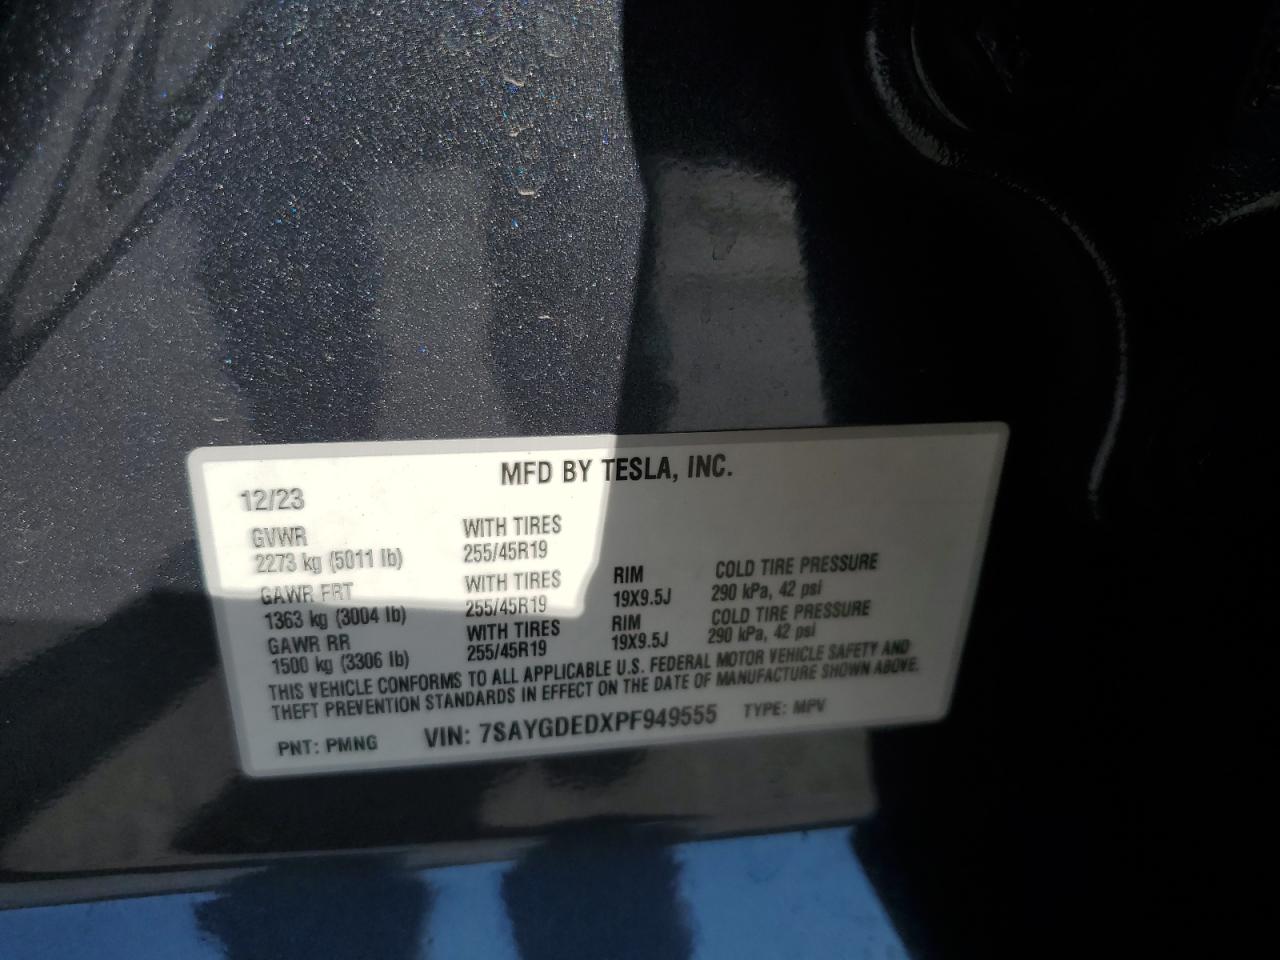 MFD BY TESLA, INC.
12/23
GVWR WITH TIRES
2273 kg (5011 lb) 255/45R19
GAWR FRT WITH TIRES RIM COLD TIRE PRESSURE
1363 kg (3004 lb) 255/45R19 19X9.5J 290 kPa, 42 psi
GAWR RR WITH TIRES RIM COLD TIRE PRESSURE
1500 kg (3306 lb) 255/45R19 19X9.5J 290 kPa, 42 psi
THIS VEHICLE CONFORMS TO ALL APPLICABLE U.S. FEDERAL MOTOR VEHICLE SAFETY AND
THEFT PREVENTION STANDARDS IN EFFECT ON THE DATE OF MANUFACTURE SHOWN ABOVE.
PNT: PMNG VIN: 7SAYGDEDXPF949555 TYPE: MPV